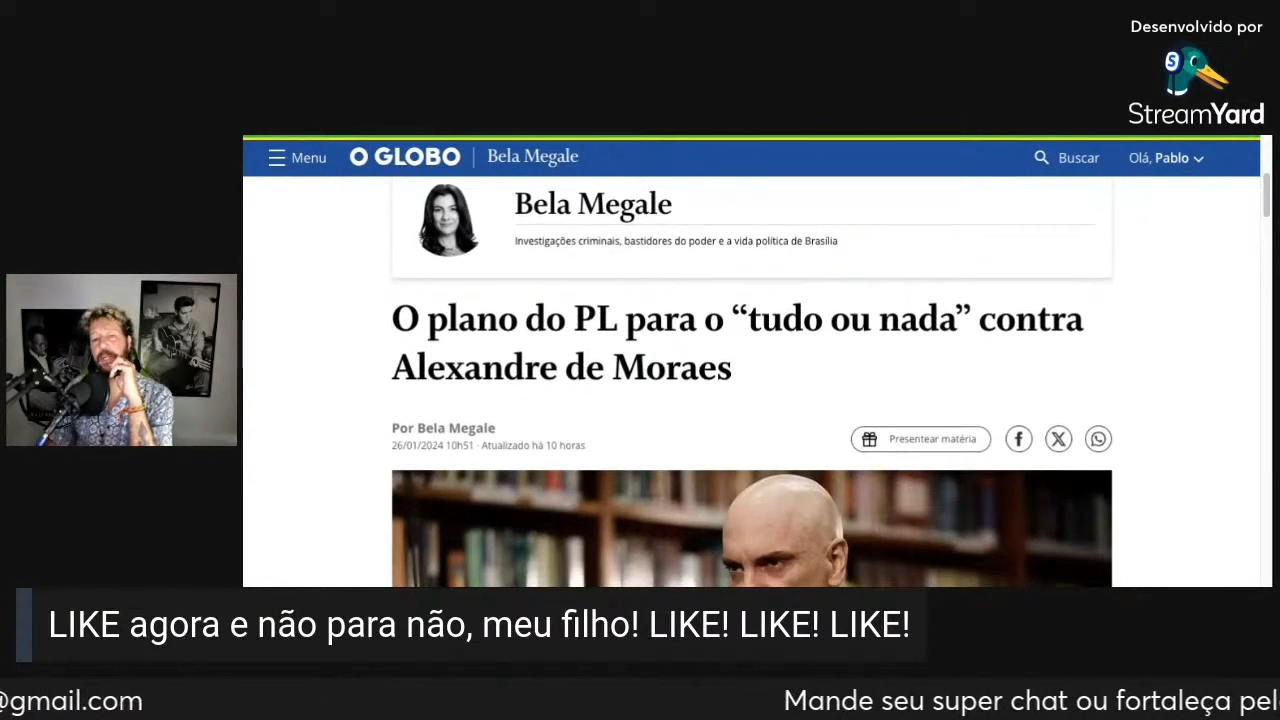 Desenvolvido por
StreamYard
Menu O GLOBO Bela Megale Buscar Olá, Pablo
Bela Megale
Investigações criminais, bastidores do poder e a vida política de Brasília
O plano do PL para o “tudo ou nada” contra
Alexandre de Moraes
Por Bela Megale
26/01/2024 10h51 · Atualizado há 10 horas
Presentear matéria
LIKE agora e não para não, meu filho! LIKE! LIKE! LIKE!
@gmail.com Mande seu super chat ou fortaleça pel